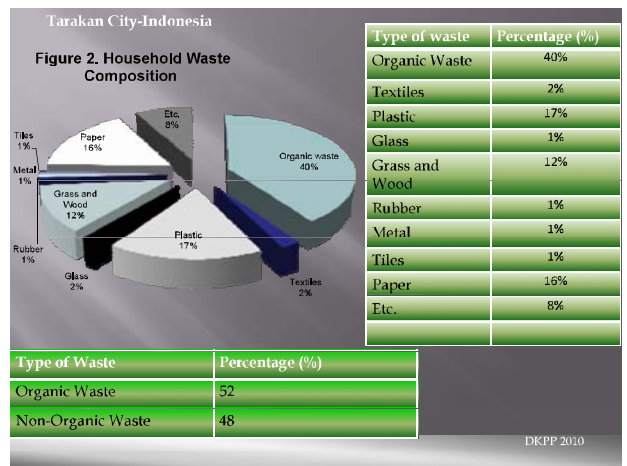 Tarakan City-Indonesia
Figure 2. Household Waste
Composition
Etc,
8%
Paper
16%
Tiles
1%
Metal
1%
Organic waste
40%
Grass and
Wood
12%
Plastic
17%
Rubber
1%
Glass
2%
Textiles
2%
Type of waste Percentage (%)
Organic Waste 40%
Textiles 2%
Plastic 17%
Glass 1%
Grass and 12%
Wood
Rubber 1%
Metal 1%
Tiles 1%
Paper 16%
Etc. 8%
Type of Waste Percentage (%)
Organic Waste 52
Non-Organic Waste 48
DKPP 2010